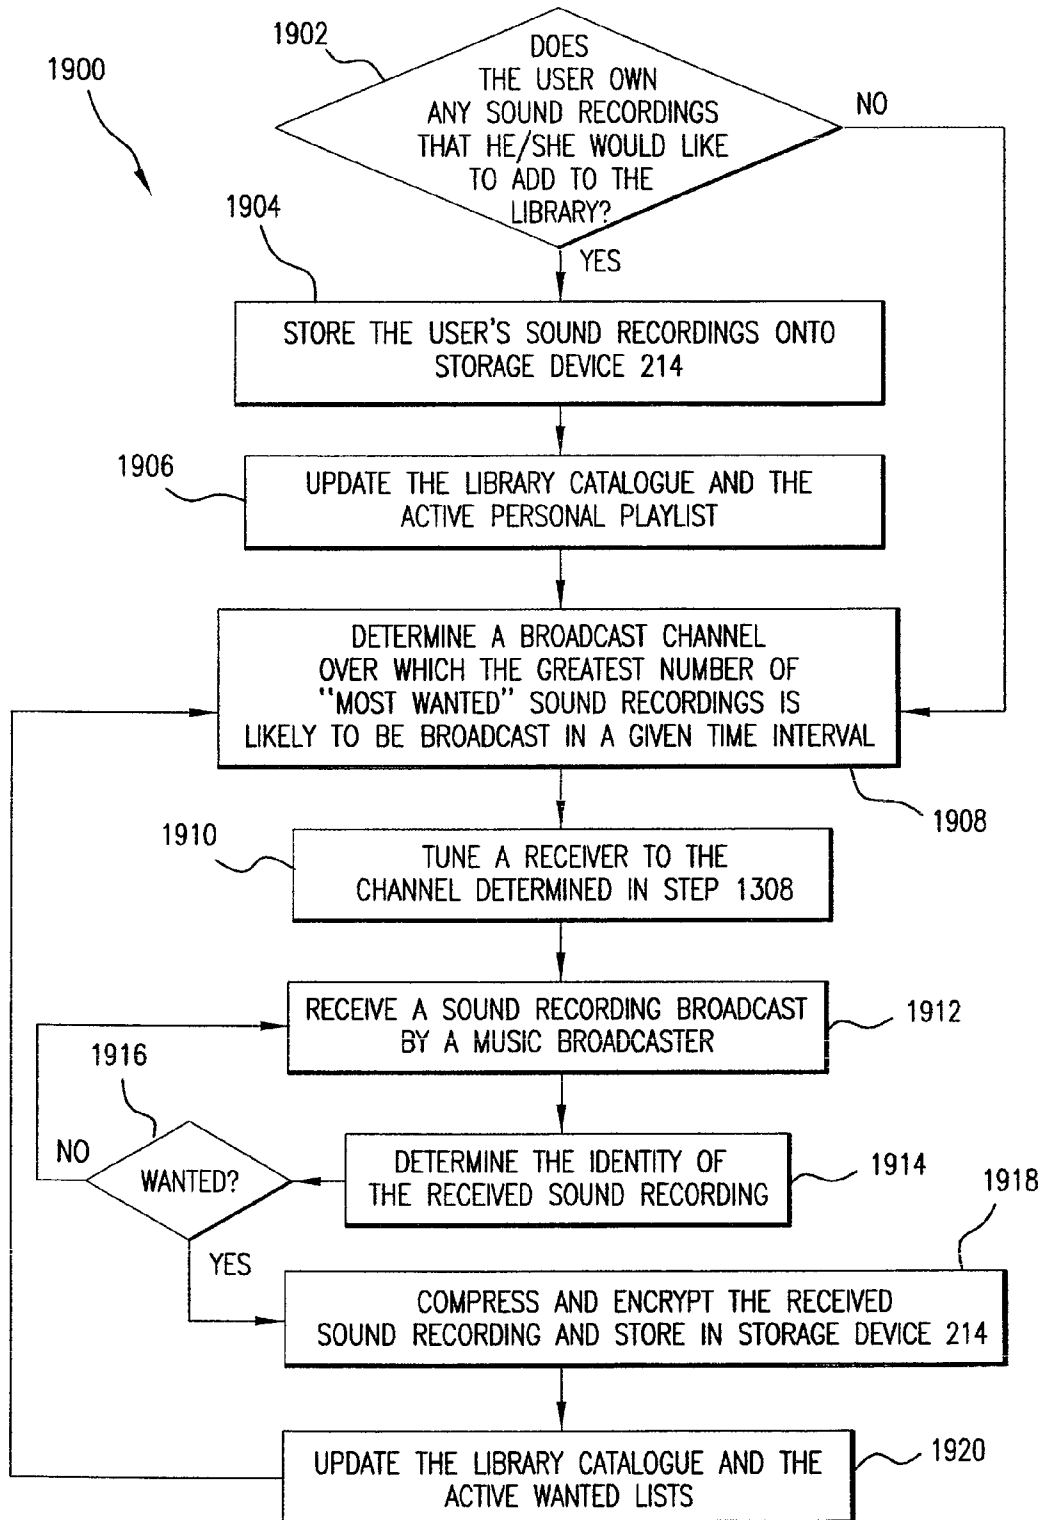 1900
1902
DOES
THE USER OWN
ANY SOUND RECORDINGS
THAT HE/SHE WOULD LIKE
TO ADD TO THE
LIBRARY?
NO
YES
1904
STORE THE USER'S SOUND RECORDINGS ONTO
STORAGE DEVICE 214
1906
UPDATE THE LIBRARY CATALOGUE AND THE
ACTIVE PERSONAL PLAYLIST
DETERMINE A BROADCAST CHANNEL
OVER WHICH THE GREATEST NUMBER OF
"MOST WANTED" SOUND RECORDINGS IS
LIKELY TO BE BROADCAST IN A GIVEN TIME INTERVAL
1908
1910
TUNE A RECEIVER TO THE
CHANNEL DETERMINED IN STEP 1308
RECEIVE A SOUND RECORDING BROADCAST
BY A MUSIC BROADCASTER
1912
DETERMINE THE IDENTITY OF
THE RECEIVED SOUND RECORDING
1914
1916
WANTED?
NO
YES
1918
COMPRESS AND ENCRYPT THE RECEIVED
SOUND RECORDING AND STORE IN STORAGE DEVICE 214
UPDATE THE LIBRARY CATALOGUE AND THE
ACTIVE WANTED LISTS
1920